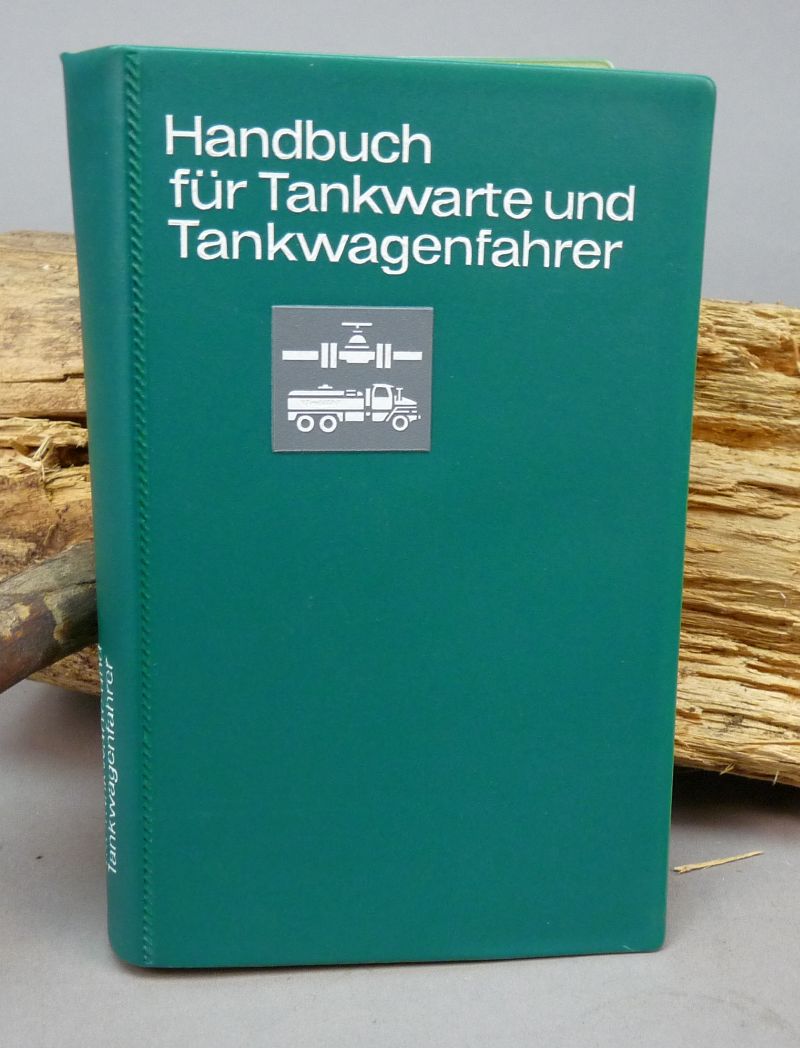 Handbuch
für Tankwarte und
Tankwagenfahrer
Tankwagenfahrer